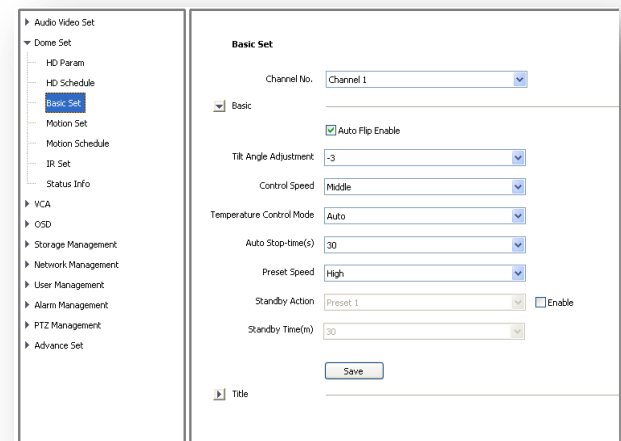 Audio Video Set
Dome Set
HD Param
HD Schedule
Basic Set
Motion Set
Motion Schedule
IR Set
Status Info
VCA
OSD
Storage Management
Network Management
User Management
Alarm Management
PTZ Management
Advance Set
Basic Set
Channel No. Channel 1
Basic
Auto Flip Enable
Tilt Angle Adjustment -3
Control Speed Middle
Temperature Control Mode Auto
Auto Stop-time(s) 30
Preset Speed High
Standby Action Preset 1 Enable
Standby Time(m) 30
Save
Title